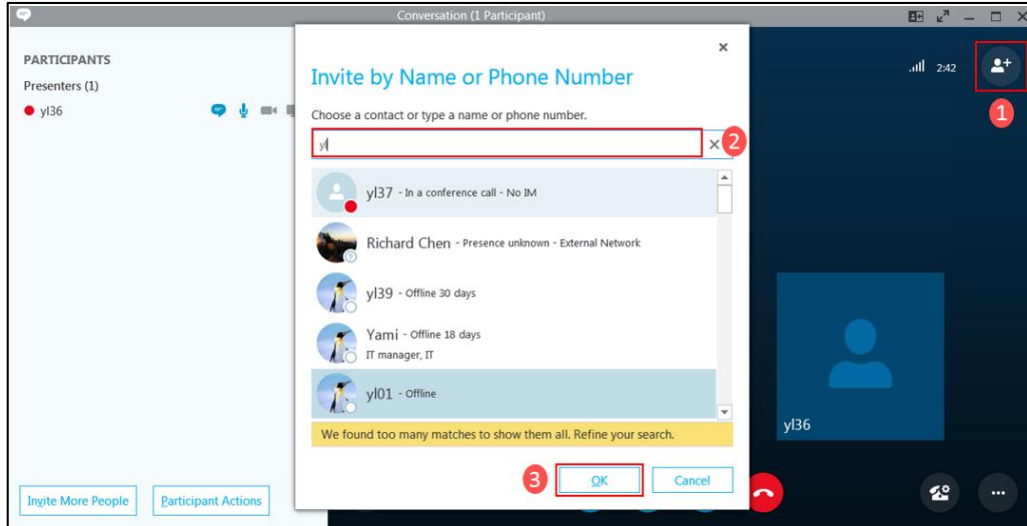 Conversation (1 Participant)
PARTICIPANTS
Presenters (1)
yl36
2:42
1
×
Invite by Name or Phone Number
Choose a contact or type a name or phone number.
yl
×
2
yl37 - In a conference call - No IM
Richard Chen - Presence unknown - External Network
yl39 - Offline 30 days
Yami - Offline 18 days
IT manager, IT
yl01 - Offline
We found too many matches to show them all. Refine your search.
3
OK
Cancel
yl36
Invite More People
Participant Actions